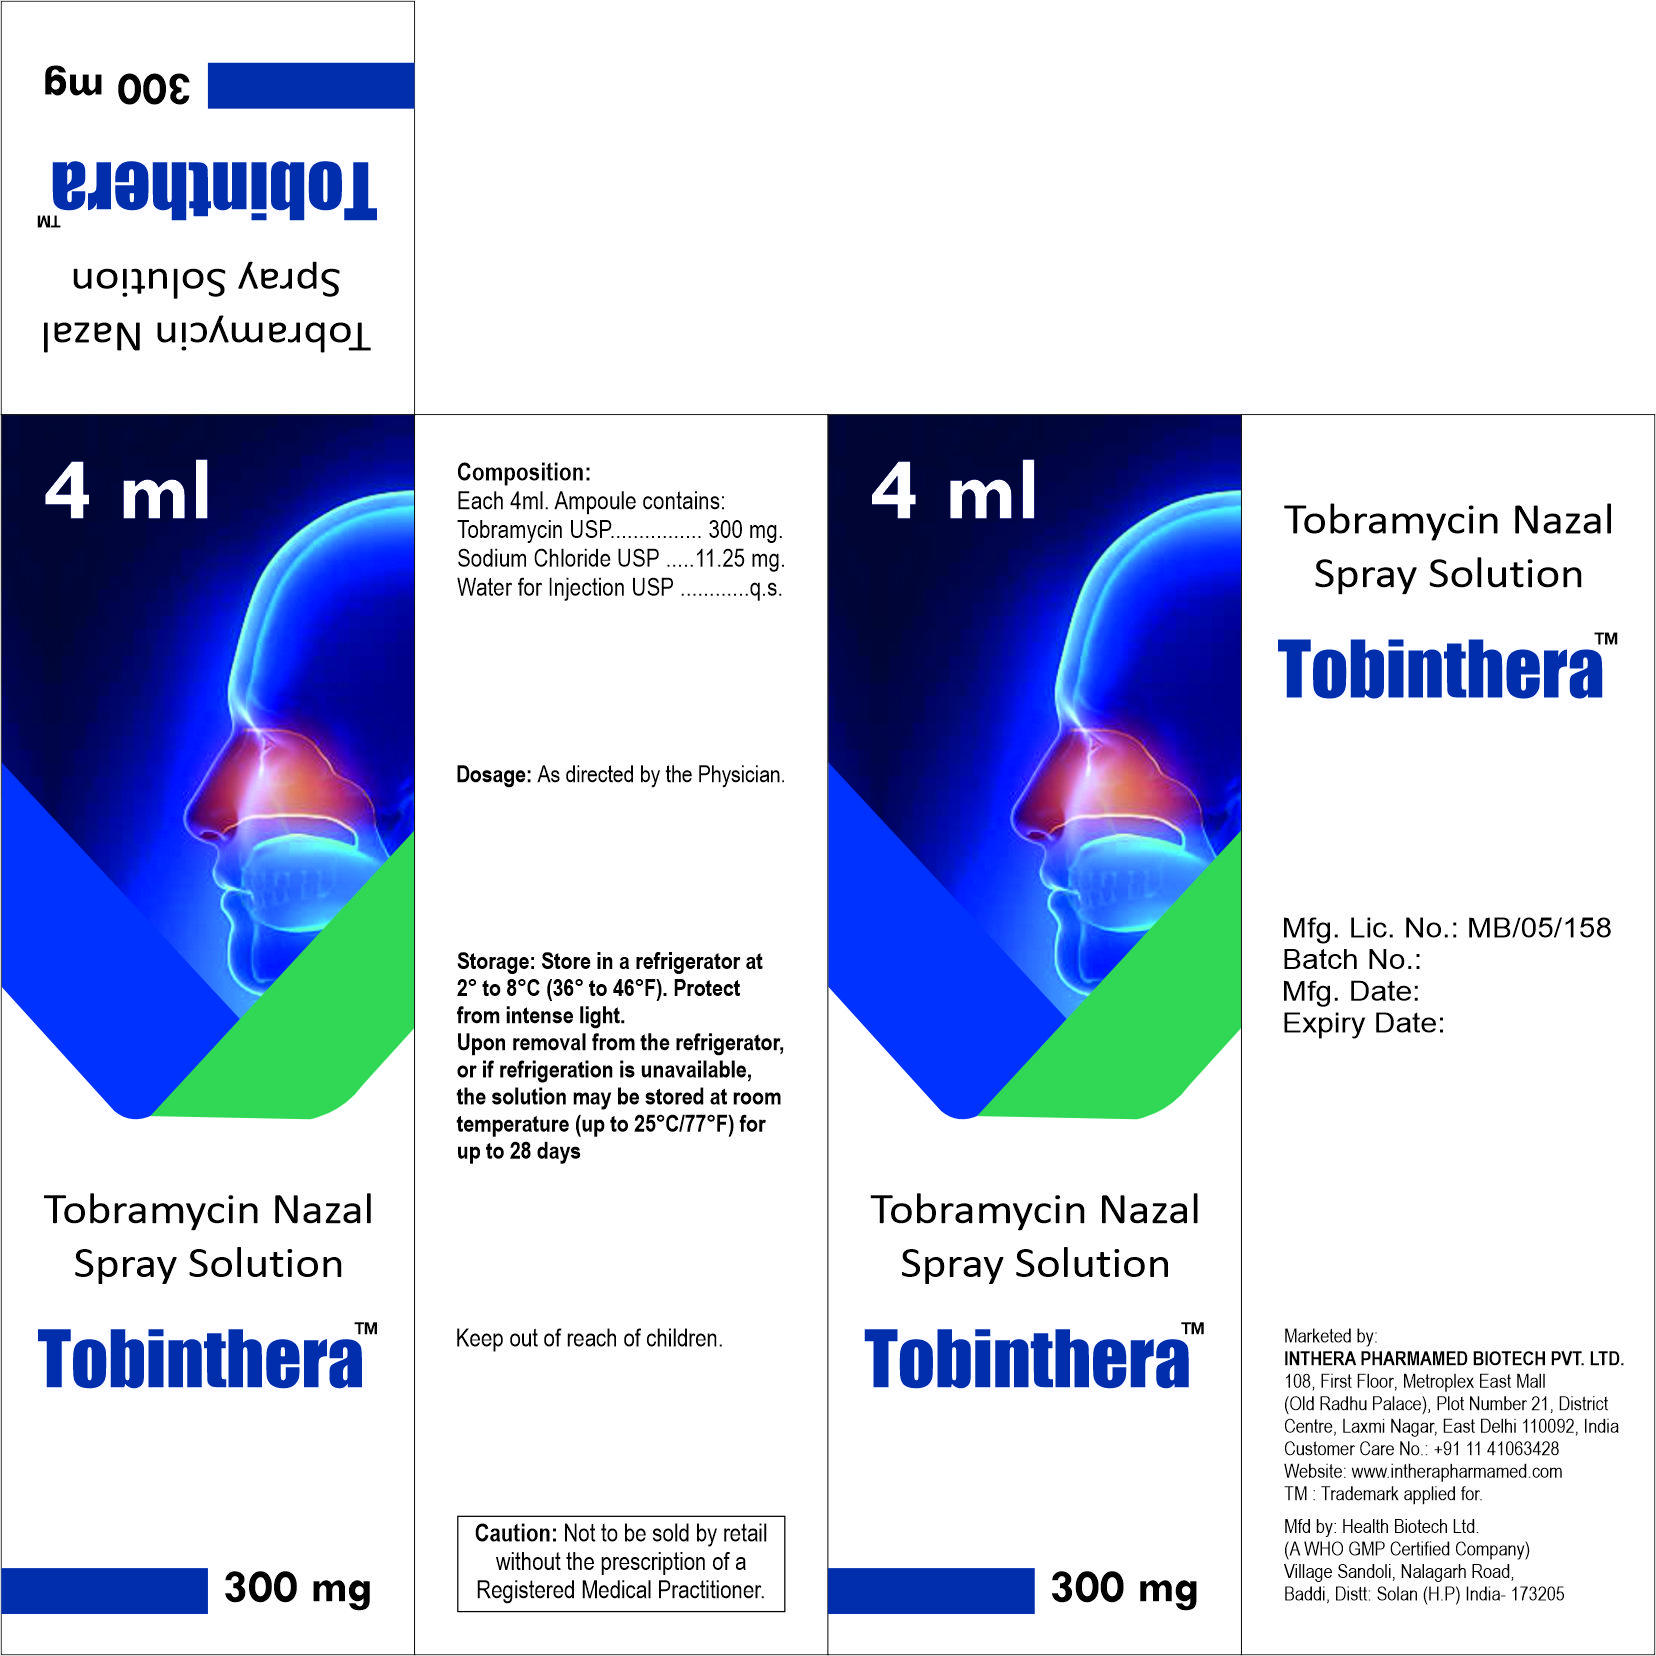 300 mg
Tobinthera™
Tobramycin Nazal
Spray Solution
4 ml
Tobramycin Nazal
Spray Solution
Tobinthera™
300 mg
Composition:
Each 4ml. Ampoule contains:
Tobramycin USP................ 300 mg.
Sodium Chloride USP .....11.25 mg.
Water for Injection USP ............q.s.
Dosage: As directed by the Physician.
Storage: Store in a refrigerator at
2° to 8°C (36° to 46°F). Protect
from intense light.
Upon removal from the refrigerator,
or if refrigeration is unavailable,
the solution may be stored at room
temperature (up to 25°C/77°F) for
up to 28 days
Keep out of reach of children.
Caution: Not to be sold by retail
without the prescription of a
Registered Medical Practitioner.
4 ml
Tobramycin Nazal
Spray Solution
Tobinthera™
300 mg
Tobramycin Nazal
Spray Solution
Tobinthera™
Mfg. Lic. No.: MB/05/158
Batch No.:
Mfg. Date:
Expiry Date:
Marketed by:
INTHERA PHARMAMED BIOTECH PVT. LTD.
108, First Floor, Metroplex East Mall
(Old Radhu Palace), Plot Number 21, District
Centre, Laxmi Nagar, East Delhi 110092, India
Customer Care No.: +91 11 41063428
Website: www.intherapharmamed.com
TM : Trademark applied for.
Mfd by: Health Biotech Ltd.
(A WHO GMP Certified Company)
Village Sandoli, Nalagarh Road,
Baddi, Distt: Solan (H.P) India- 173205